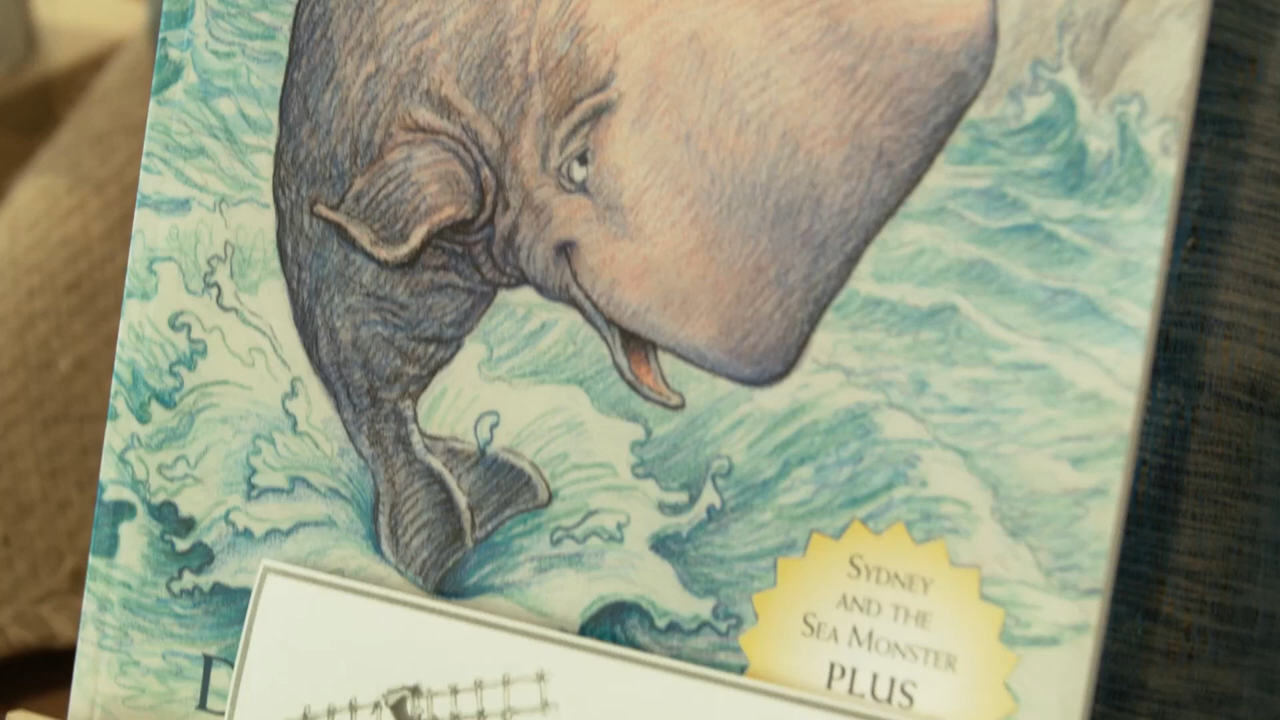 Sydney
and the
Sea Monster
PLUS
D